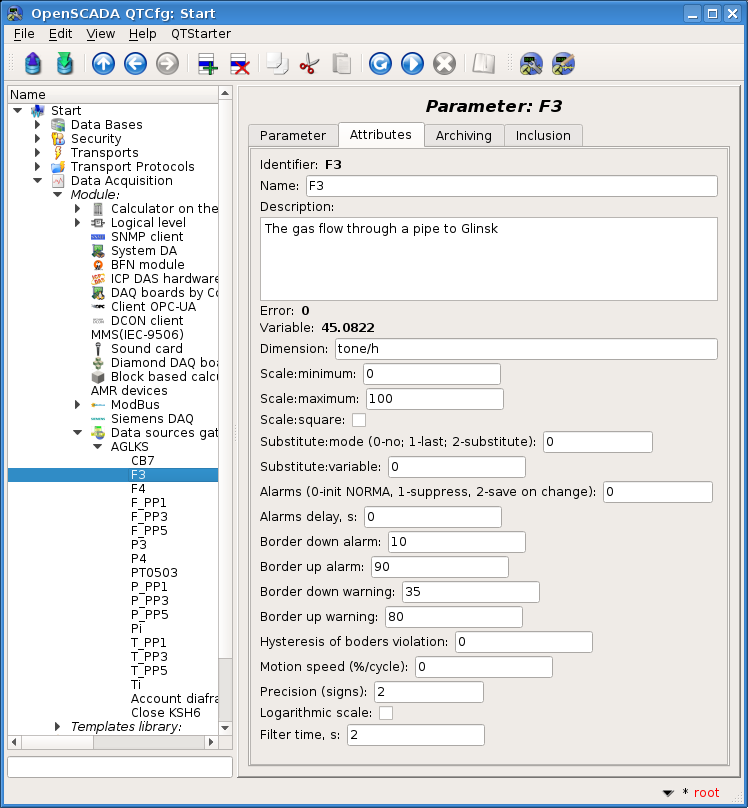 OpenSCADA QTCfg: Start
File Edit View Help QTStarter
Name
Start
Data Bases
Security
Transports
Transport Protocols
Data Acquisition
Module:
Calculator on the
Logical level
SNMP client
System DA
BFN module
ICP DAS hardware
DAQ boards by Co
Client OPC-UA
DCON client
MMS(IEC-9506)
Sound card
Diamond DAQ boa
Block based calcu
AMR devices
ModBus
Siemens DAQ
Data sources gat
AGLKS
CB7
F3
F4
F_PP1
F_PP3
F_PP5
P3
P4
PT0503
P_PP1
P_PP3
P_PP5
Pi
T_PP1
T_PP3
T_PP5
Ti
Account diafra
Close KSH6
Templates library:
Parameter: F3
Parameter Attributes Archiving Inclusion
Identifier: F3
Name: F3
Description:
The gas flow through a pipe to Glinsk
Error: 0
Variable: 45.0822
Dimension: tone/h
Scale:minimum: 0
Scale:maximum: 100
Scale:square:
Substitute:mode (0-no; 1-last; 2-substitute): 0
Substitute:variable: 0
Alarms (0-init NORMA, 1-suppress, 2-save on change): 0
Alarms delay, s: 0
Border down alarm: 10
Border up alarm: 90
Border down warning: 35
Border up warning: 80
Hysteresis of boders violation: 0
Motion speed (%/cycle): 0
Precision (signs): 2
Logarithmic scale:
Filter time, s: 2
* root